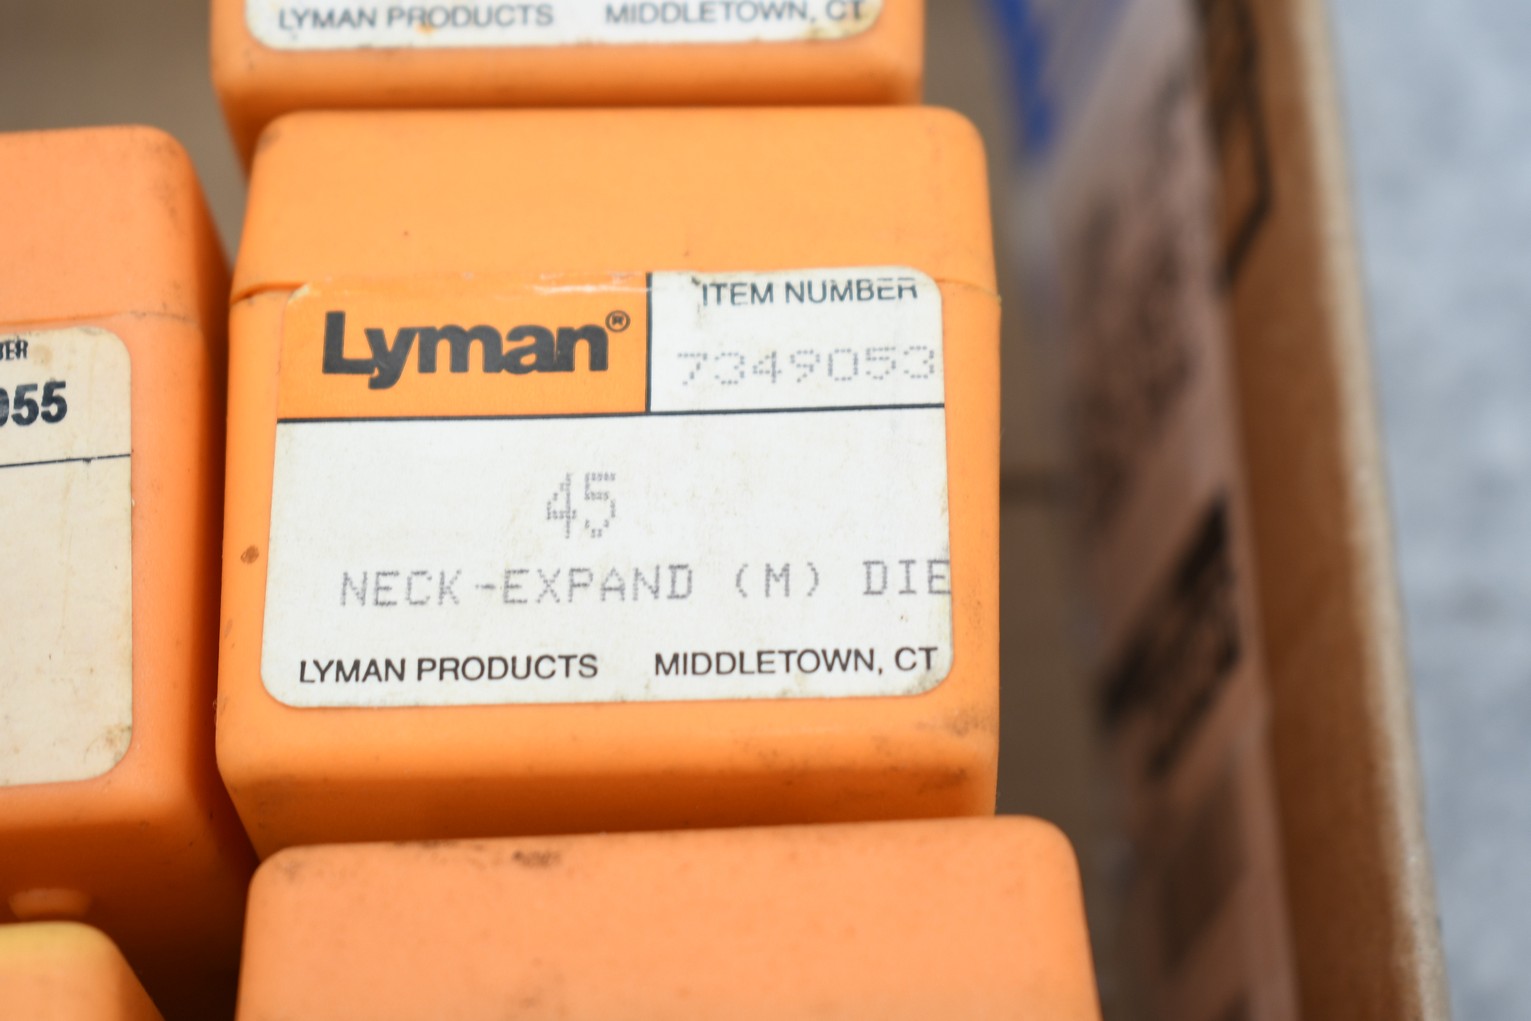 LYMAN PRODUCTS MIDDLETOWN, CT
Lyman®
ITEM NUMBER
7349053
45
NECK-EXPAND (M) DIE
LYMAN PRODUCTS MIDDLETOWN, CT
055